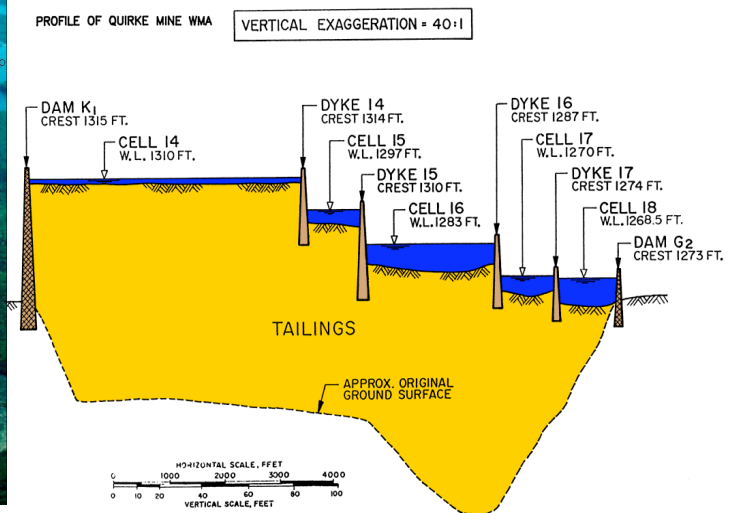 PROFILE OF QUIRKE MINE WMA
VERTICAL EXAGGERATION = 40:1
DAM K1
CREST 1315 FT.
CELL 14
W.L. 1310 FT.
DYKE 14
CREST 1314 FT.
CELL 15
W.L. 1297 FT.
DYKE 15
CREST 1310 FT.
CELL 16
W.L. 1283 FT.
DYKE 16
CREST 1287 FT.
CELL 17
W.L. 1270 FT.
DYKE 17
CREST 1274 FT.
CELL 18
W.L. 1268.5 FT.
DAM G2
CREST 1273 FT.
TAILINGS
APPROX. ORIGINAL
GROUND SURFACE
HORIZONTAL SCALE, FEET
0 1000 2000 3000 4000
0 10 20 40 60 80 100
VERTICAL SCALE, FEET